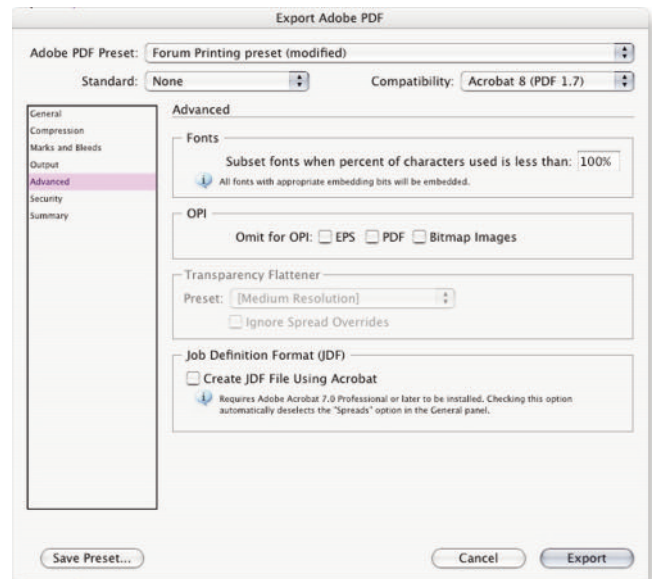 Export Adobe PDF
Adobe PDF Preset: Forum Printing preset (modified)
Standard: None Compatibility: Acrobat 8 (PDF 1.7)
General
Compression
Marks and Bleeds
Output
Advanced
Security
Summary
Advanced
Fonts
Subset fonts when percent of characters used is less than: 100%
All fonts with appropriate embedding bits will be embedded.
OPI
Omit for OPI: EPS PDF Bitmap Images
Transparency Flattener
Preset: [Medium Resolution]
Ignore Spread Overrides
Job Definition Format (JDF)
Create JDF File Using Acrobat
Requires Adobe Acrobat 7.0 Professional or later to be installed. Checking this option
automatically deselects the "Spreads" option in the General panel.
Save Preset... Cancel Export